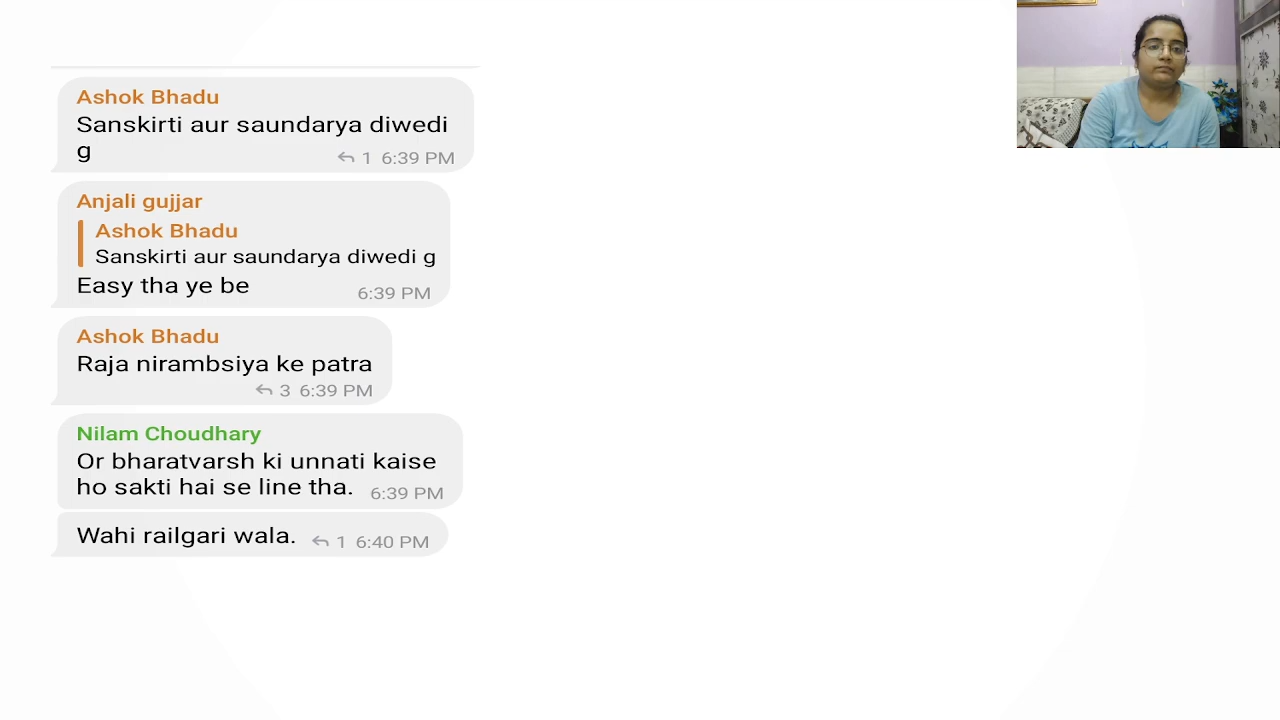 Ashok Bhadu
Sanskirti aur saundarya diwedi
g
1 6:39 PM
Anjali gujjar
Ashok Bhadu
Sanskirti aur saundarya diwedi g
Easy tha ye be
6:39 PM
Ashok Bhadu
Raja nirambsiya ke patra
3 6:39 PM
Nilam Choudhary
Or bharatvarsh ki unnati kaise
ho sakti hai se line tha. 6:39 PM
Wahi railgari wala. 1 6:40 PM